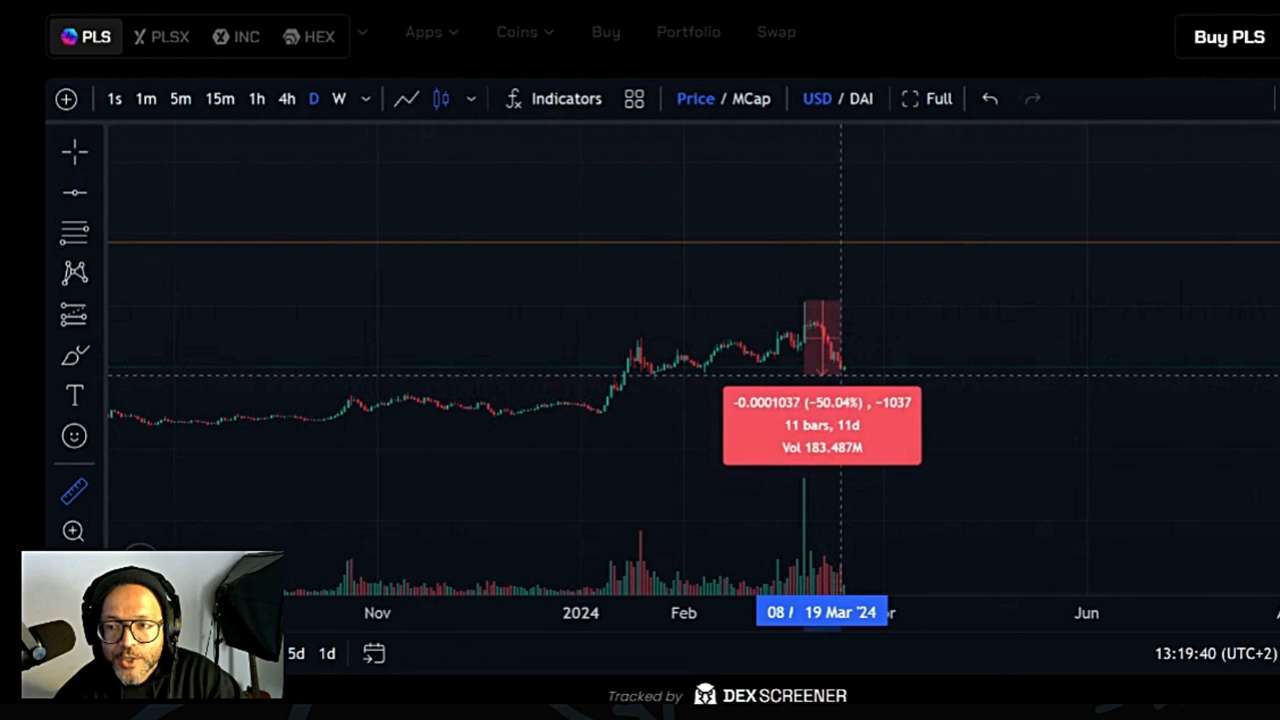 PLS PLSX INC HEX Apps Coins Buy Portfolio Swap Buy PLS
1s 1m 5m 15m 1h 4h D W Indicators Price / MCap USD / DAI Full
-0.0001037 (-50.04%) , -1037
11 bars, 11d
Vol 183.487M
Nov 2024 Feb 08 / 19 Mar '24 Jun
5d 1d 13:19:40 (UTC+2)
Tracked by DEX SCREENER